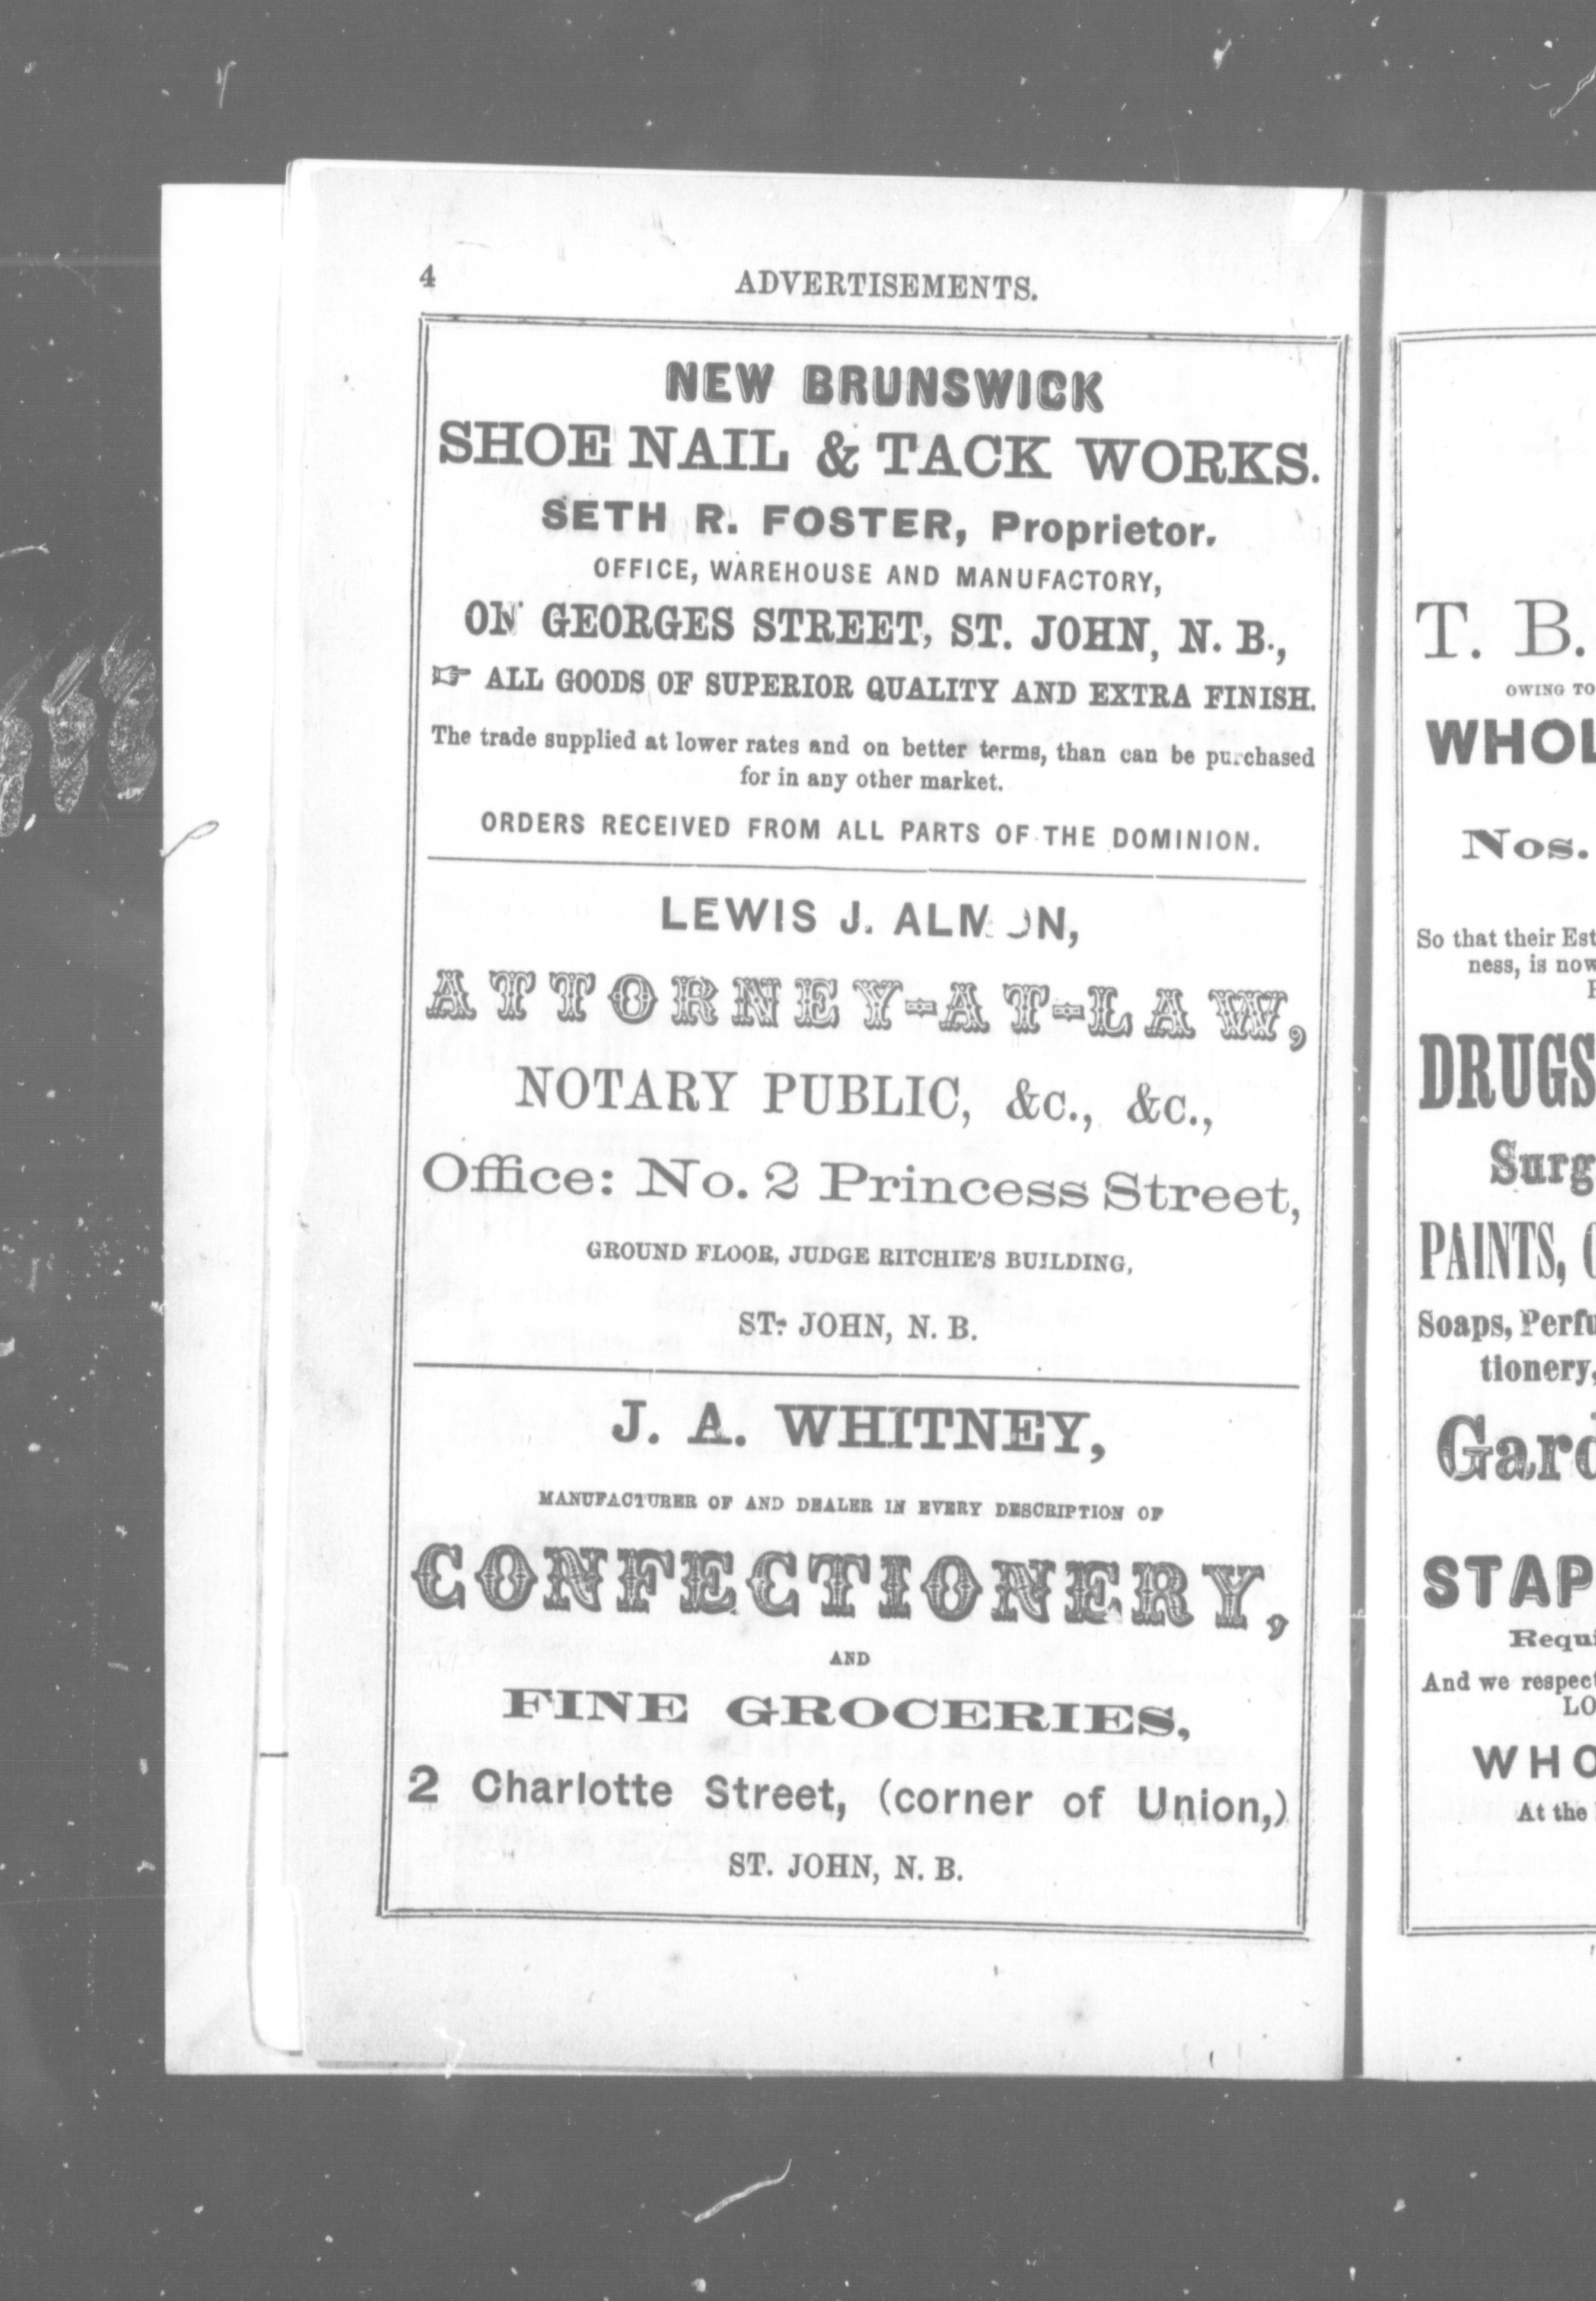 4
ADVERTISEMENTS.
NEW BRUNSWICK
SHOE NAIL & TACK WORKS.
SETH R. FOSTER, Proprietor.
OFFICE, WAREHOUSE AND MANUFACTORY,
ON GEORGES STREET, ST. JOHN, N. B.,
☞ ALL GOODS OF SUPERIOR QUALITY AND EXTRA FINISH.
The trade supplied at lower rates and on better terms, than can be purchased
for in any other market.
ORDERS RECEIVED FROM ALL PARTS OF THE DOMINION.
LEWIS J. ALMON,
ATTORNEY-AT-LAW,
NOTARY PUBLIC, &c., &c.,
Office: No. 2 Princess Street,
GROUND FLOOR, JUDGE RITCHIE'S BUILDING,
ST. JOHN, N. B.
J. A. WHITNEY,
MANUFACTURER OF AND DEALER IN EVERY DESCRIPTION OF
CONFECTIONERY,
AND
FINE GROCERIES,
2 Charlotte Street, (corner of Union,)
ST. JOHN, N. B.
T. B.
OWING TO
WHOL
Nos.
So that their Est
ness, is now
DRUGS
Surg
PAINTS,
Soaps, Perfu
tionery,
Gard
STAP
Requi
And we respect
LO
WHO
At the